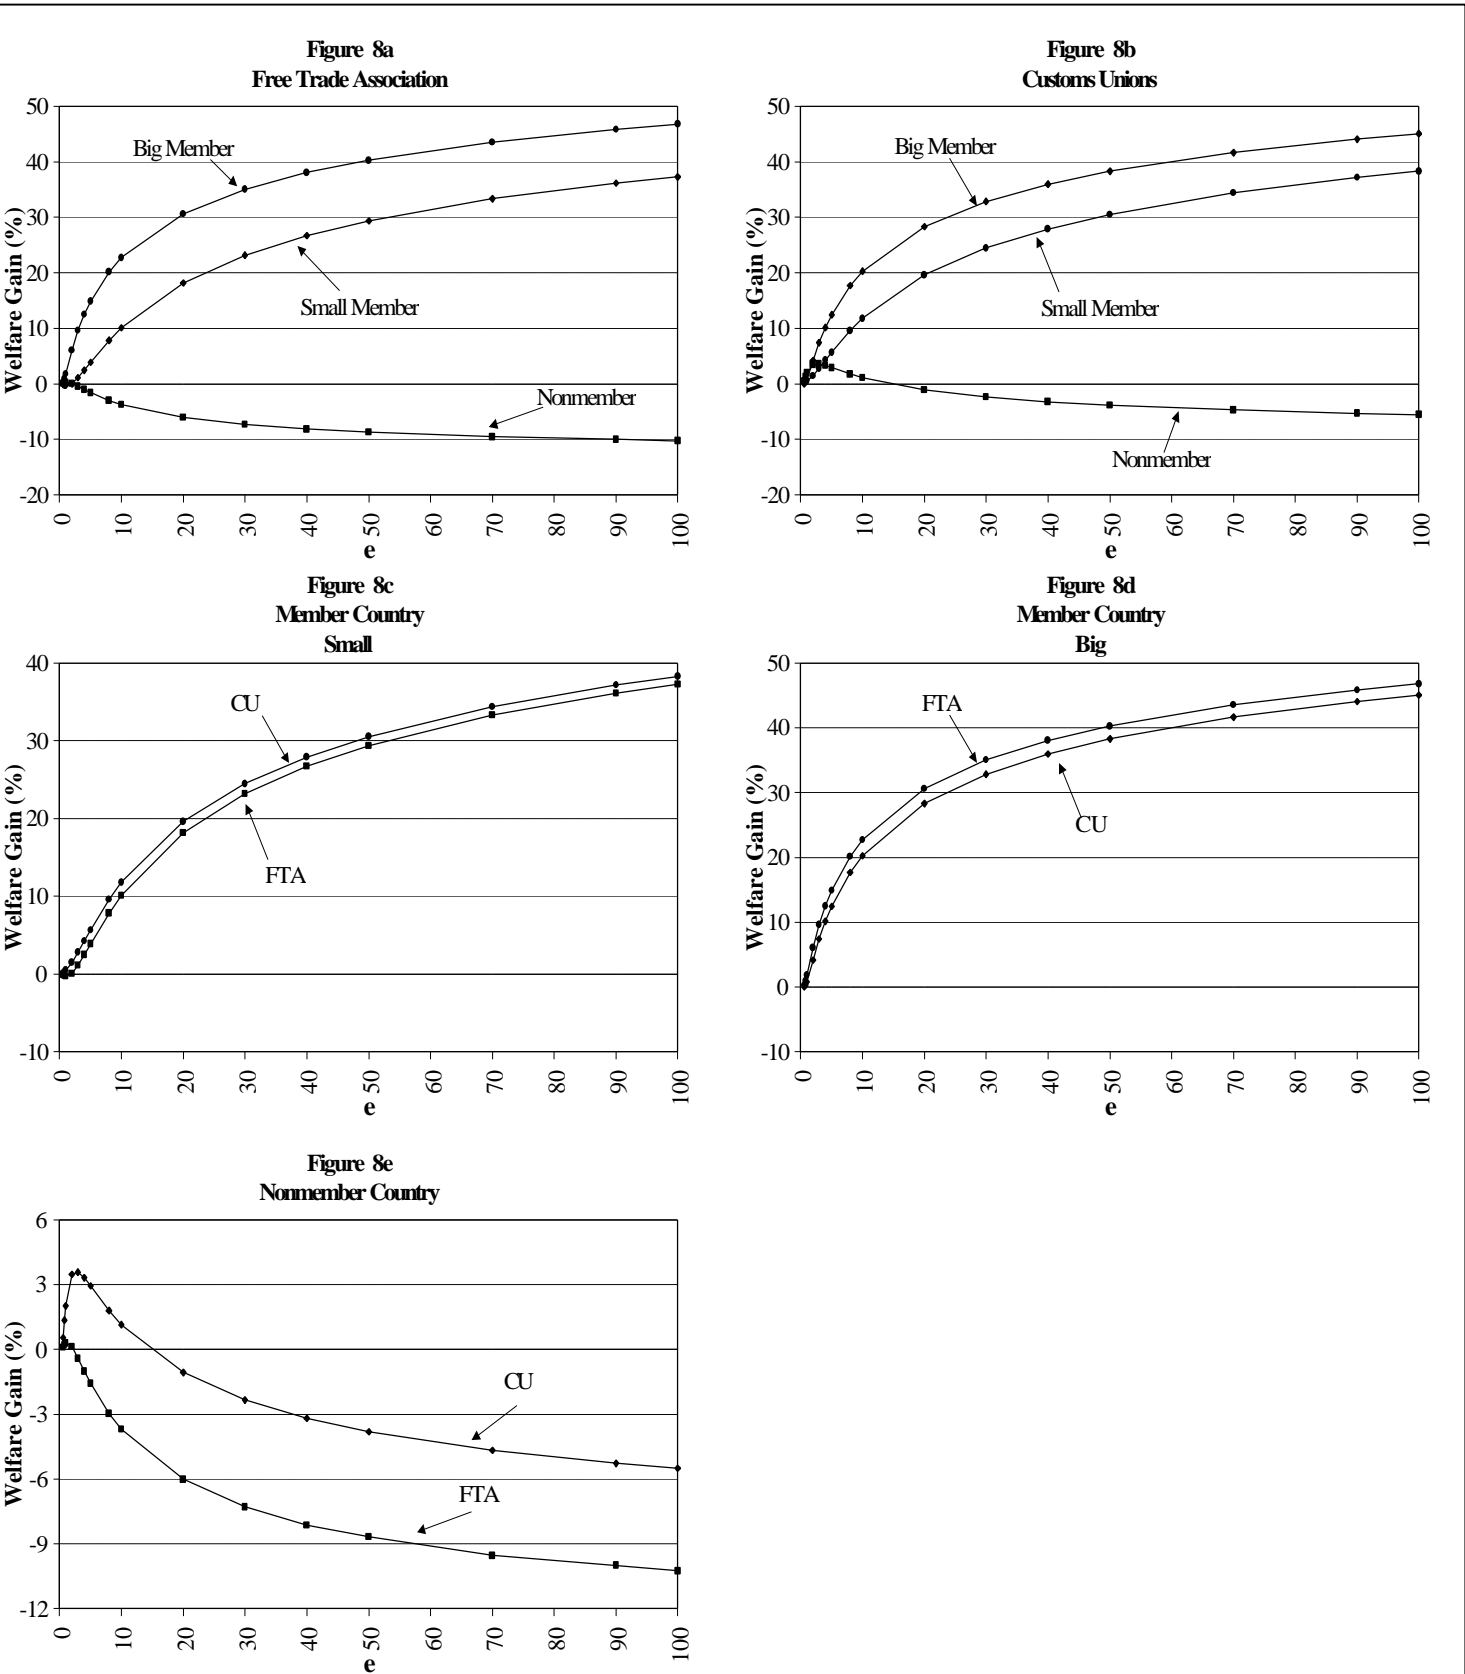 Figure 8a
Free Trade Association
50
40
30
20
10
0
-10
-20
Welfare Gain (%)
Big Member
Small Member
Nonmember
0 10 20 30 40 50 60 70 80 90 100
e
Figure 8b
Customs Unions
50
40
30
20
10
0
-10
-20
Welfare Gain (%)
Big Member
Small Member
Nonmember
0 10 20 30 40 50 60 70 80 90 100
e
Figure 8c
Member Country
Small
40
30
20
10
0
-10
Welfare Gain (%)
CU
FTA
0 10 20 30 40 50 60 70 80 90 100
e
Figure 8d
Member Country
Big
50
40
30
20
10
0
-10
Welfare Gain (%)
FTA
CU
0 10 20 30 40 50 60 70 80 90 100
e
Figure 8e
Nonmember Country
6
3
0
-3
-6
-9
-12
Welfare Gain (%)
CU
FTA
0 10 20 30 40 50 60 70 80 90 100
e